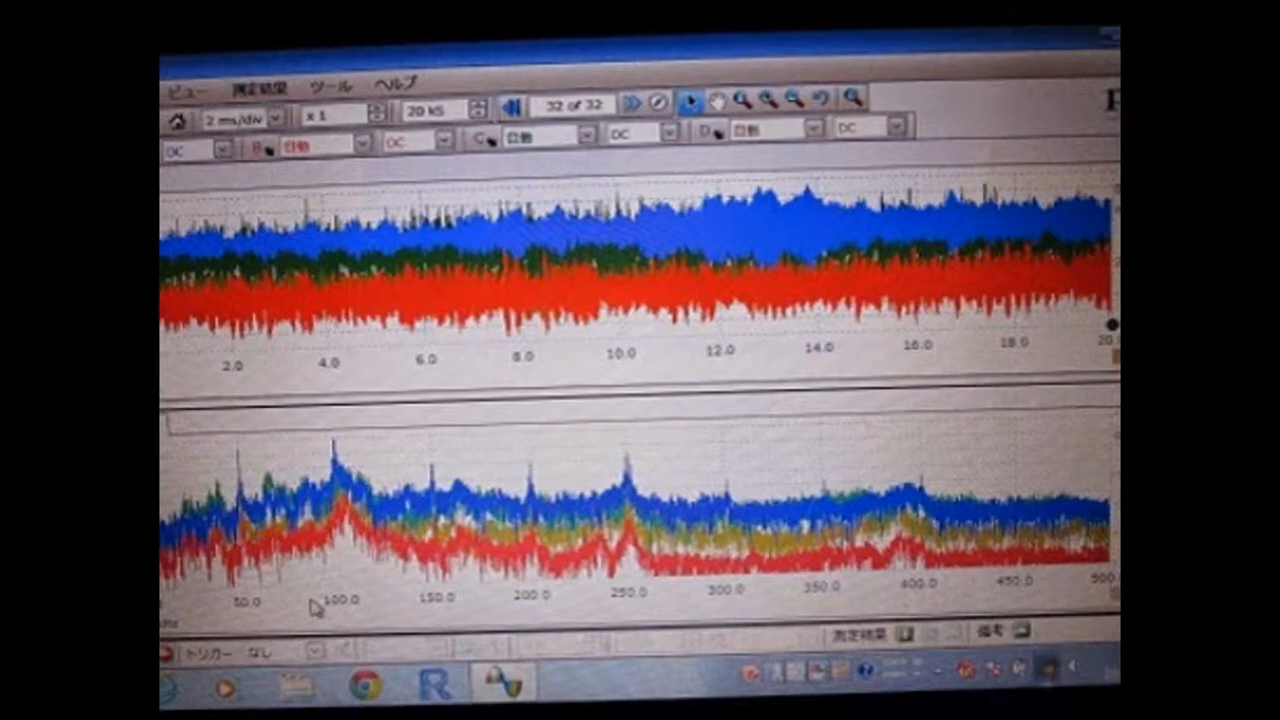 ビュー 測定結果 ツール ヘルプ
2 ms/div x 1 20 kS 32 of 32
DC B 自動 DC C 自動 DC D 自動 DC
2.0 4.0 6.0 8.0 10.0 12.0 14.0 16.0 18.0 20
50.0 100.0 150.0 200.0 250.0 300.0 350.0 400.0 450.0 500
測定結果 備考
トリガー なし
R